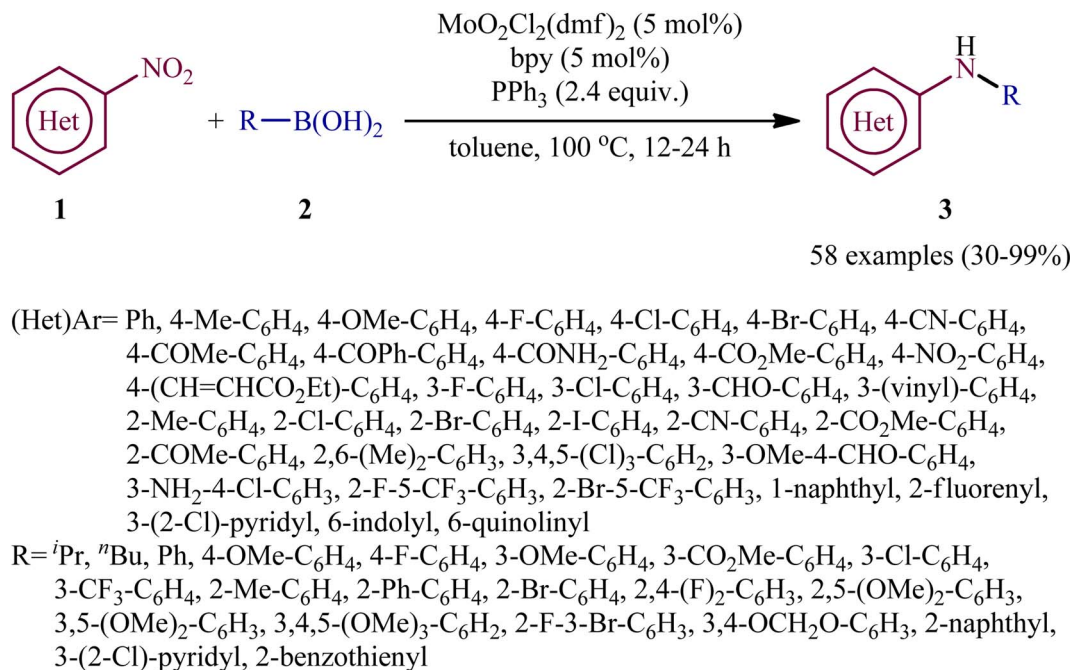 MoO₂Cl₂(dmf)₂ (5 mol%)
bpy (5 mol%)
PPh₃ (2.4 equiv.)
toluene, 100 °C, 12-24 h
Het
NO₂
+ R—B(OH)₂
Het
H
N
R
1
2
3
58 examples (30-99%)
(Het)Ar= Ph, 4-Me-C₆H₄, 4-OMe-C₆H₄, 4-F-C₆H₄, 4-Cl-C₆H₄, 4-Br-C₆H₄, 4-CN-C₆H₄,
4-COMe-C₆H₄, 4-COPh-C₆H₄, 4-CONH₂-C₆H₄, 4-CO₂Me-C₆H₄, 4-NO₂-C₆H₄,
4-(CH=CHCO₂Et)-C₆H₄, 3-F-C₆H₄, 3-Cl-C₆H₄, 3-CHO-C₆H₄, 3-(vinyl)-C₆H₄,
2-Me-C₆H₄, 2-Cl-C₆H₄, 2-Br-C₆H₄, 2-I-C₆H₄, 2-CN-C₆H₄, 2-CO₂Me-C₆H₄,
2-COMe-C₆H₄, 2,6-(Me)₂-C₆H₃, 3,4,5-(Cl)₃-C₆H₂, 3-OMe-4-CHO-C₆H₄,
3-NH₂-4-Cl-C₆H₃, 2-F-5-CF₃-C₆H₃, 2-Br-5-CF₃-C₆H₃, 1-naphthyl, 2-fluorenyl,
3-(2-Cl)-pyridyl, 6-indolyl, 6-quinolinyl
R= ⁱPr, ⁿBu, Ph, 4-OMe-C₆H₄, 4-F-C₆H₄, 3-OMe-C₆H₄, 3-CO₂Me-C₆H₄, 3-Cl-C₆H₄,
3-CF₃-C₆H₄, 2-Me-C₆H₄, 2-Ph-C₆H₄, 2-Br-C₆H₄, 2,4-(F)₂-C₆H₃, 2,5-(OMe)₂-C₆H₃,
3,5-(OMe)₂-C₆H₃, 3,4,5-(OMe)₃-C₆H₂, 2-F-3-Br-C₆H₃, 3,4-OCH₂O-C₆H₃, 2-naphthyl,
3-(2-Cl)-pyridyl, 2-benzothienyl